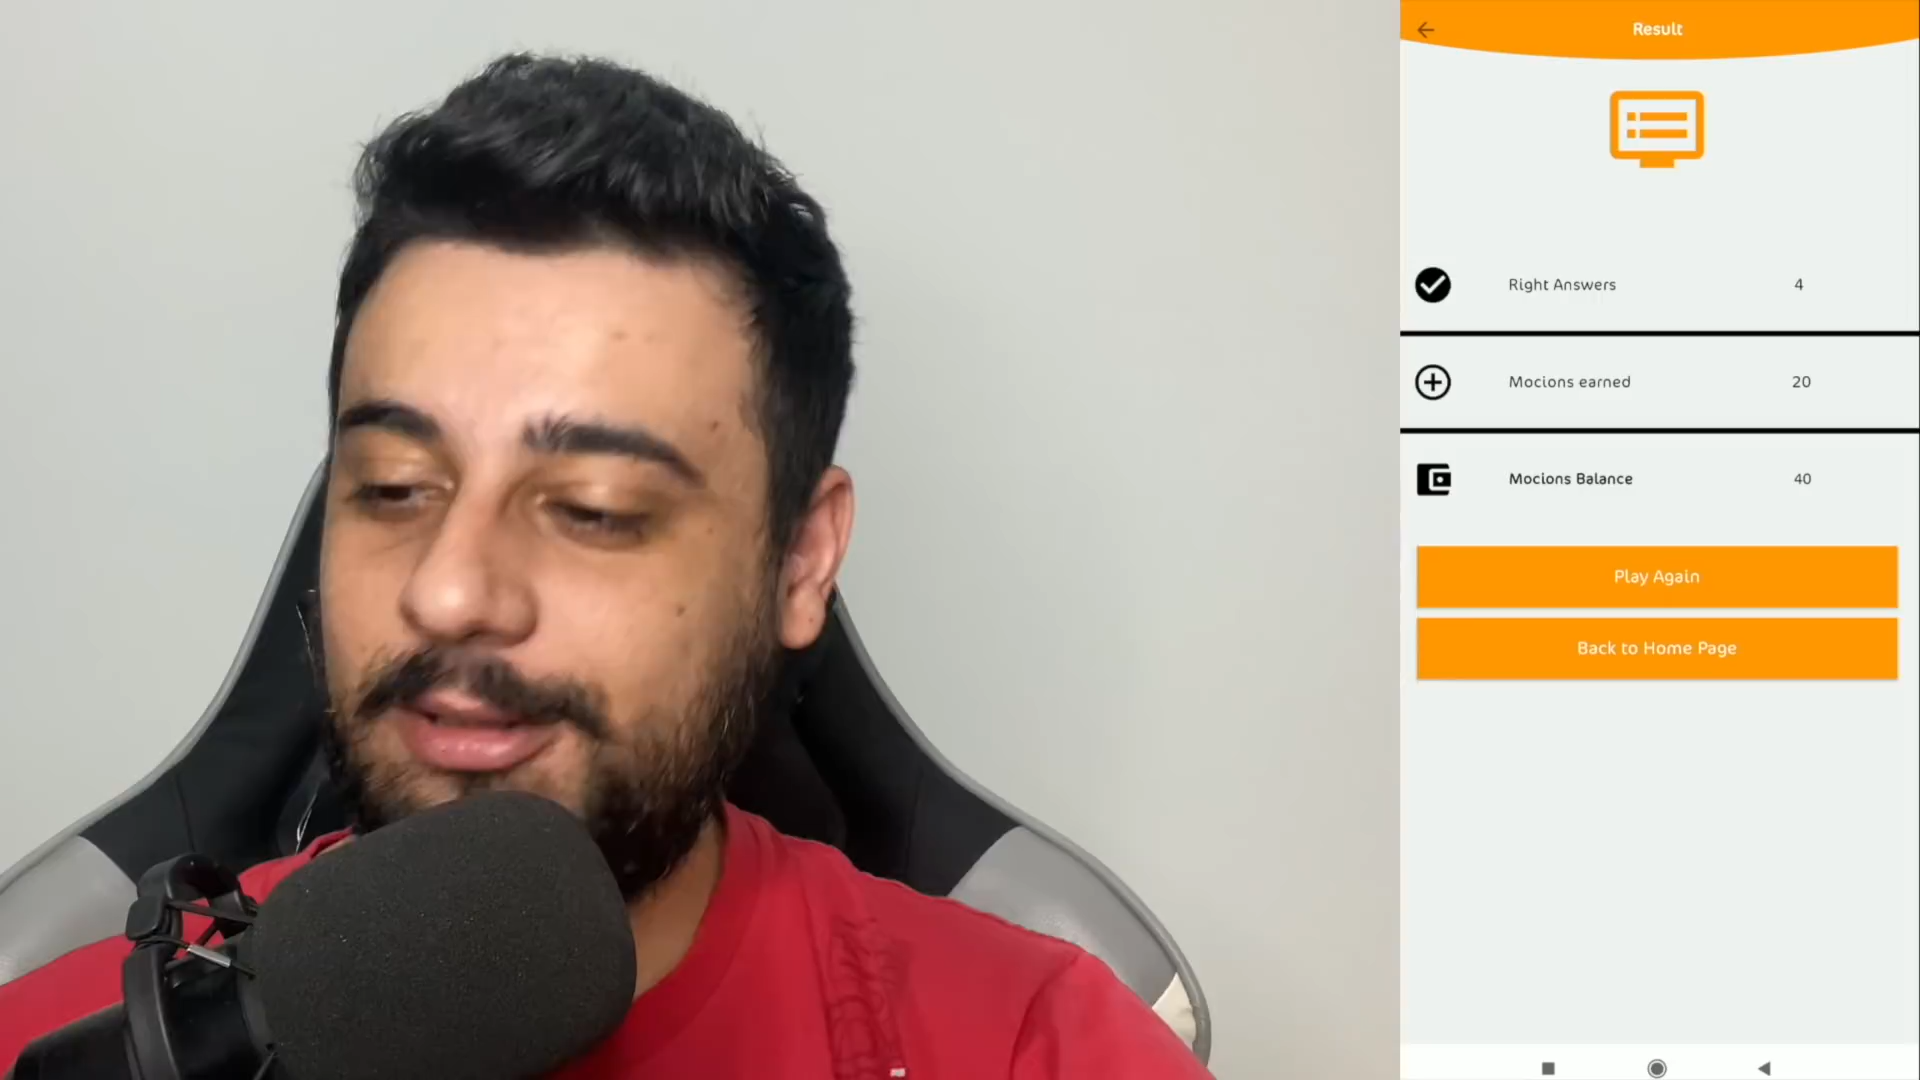 Result
Right Answers 4
Mocions earned 20
Mocions Balance 40
Play Again
Back to Home Page